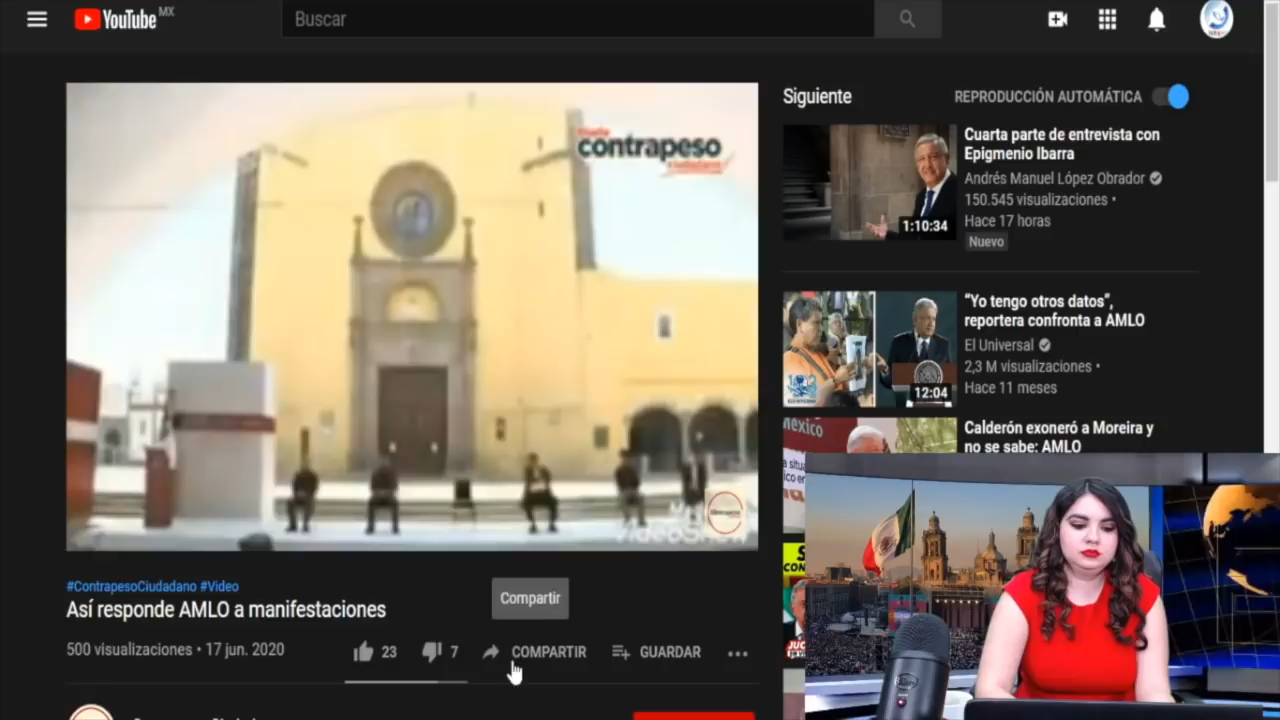 YouTube MX
Buscar
contrapeso
Siguiente
REPRODUCCIÓN AUTOMÁTICA
Cuarta parte de entrevista con
Epigmenio Ibarra
Andrés Manuel López Obrador
150.545 visualizaciones •
Hace 17 horas
Nuevo
1:10:34
“Yo tengo otros datos”,
reportera confronta a AMLO
El Universal
2,3 M visualizaciones •
Hace 11 meses
12:04
Calderón exoneró a Moreira y
no se sabe: AMLO
#ContrapesoCiudadano #Video
Así responde AMLO a manifestaciones
Compartir
500 visualizaciones • 17 jun. 2020
23
7
COMPARTIR
GUARDAR